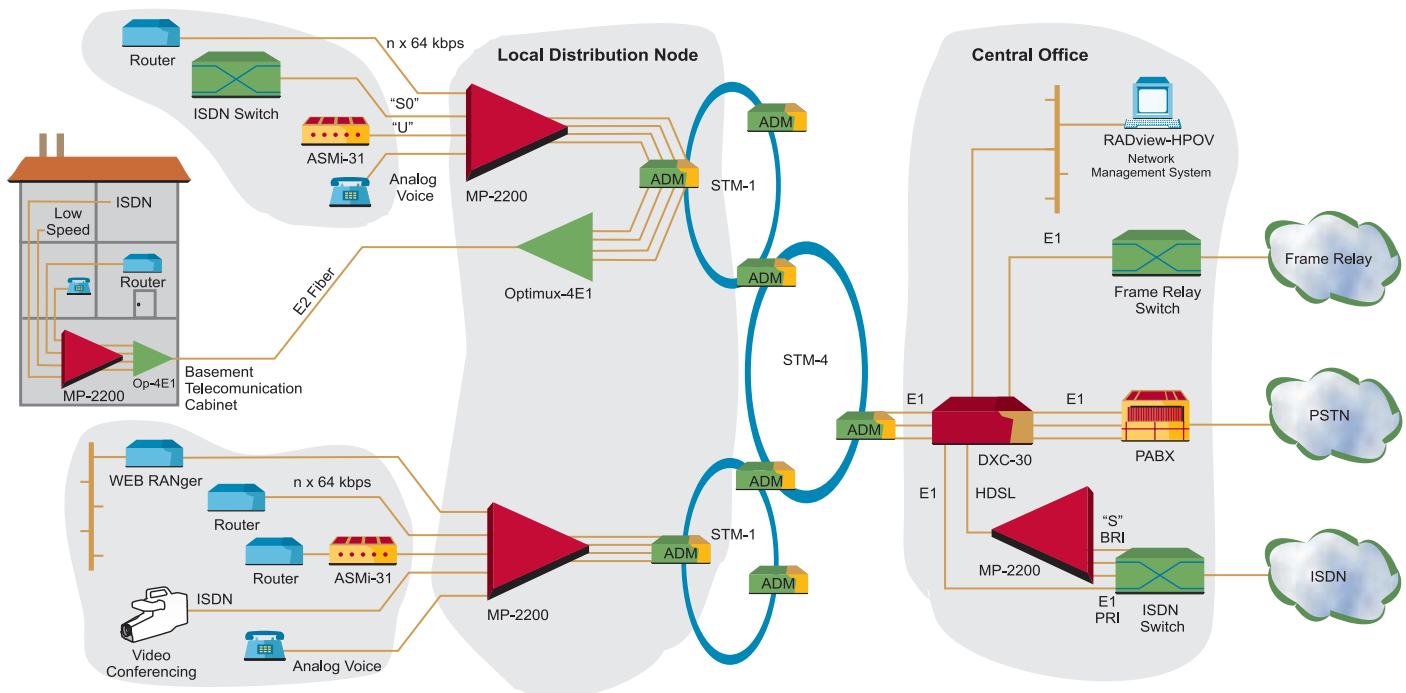 Router
n x 64 kbps
Local Distribution Node
Central Office
ISDN Switch
"S0"
"U"
ASMi-31
Analog
Voice
MP-2200
ADM
ADM
STM-1
RADview-HPOV
Network
Management System
E1
ISDN
Low
Speed
Router
E2 Fiber
Optimux-4E1
ADM
Frame Relay
Switch
Frame Relay
MP-2200
Op-4E1
Basement
Telecomunication
Cabinet
STM-4
ADM
E1
DXC-30
E1
PABX
PSTN
WEB RANger
n x 64 kbps
Router
Router
ASMi-31
ISDN
Video
Conferencing
Analog Voice
MP-2200
ADM
ADM
STM-1
ADM
E1
HDSL
MP-2200
"S"
BRI
E1
PRI
ISDN
Switch
ISDN